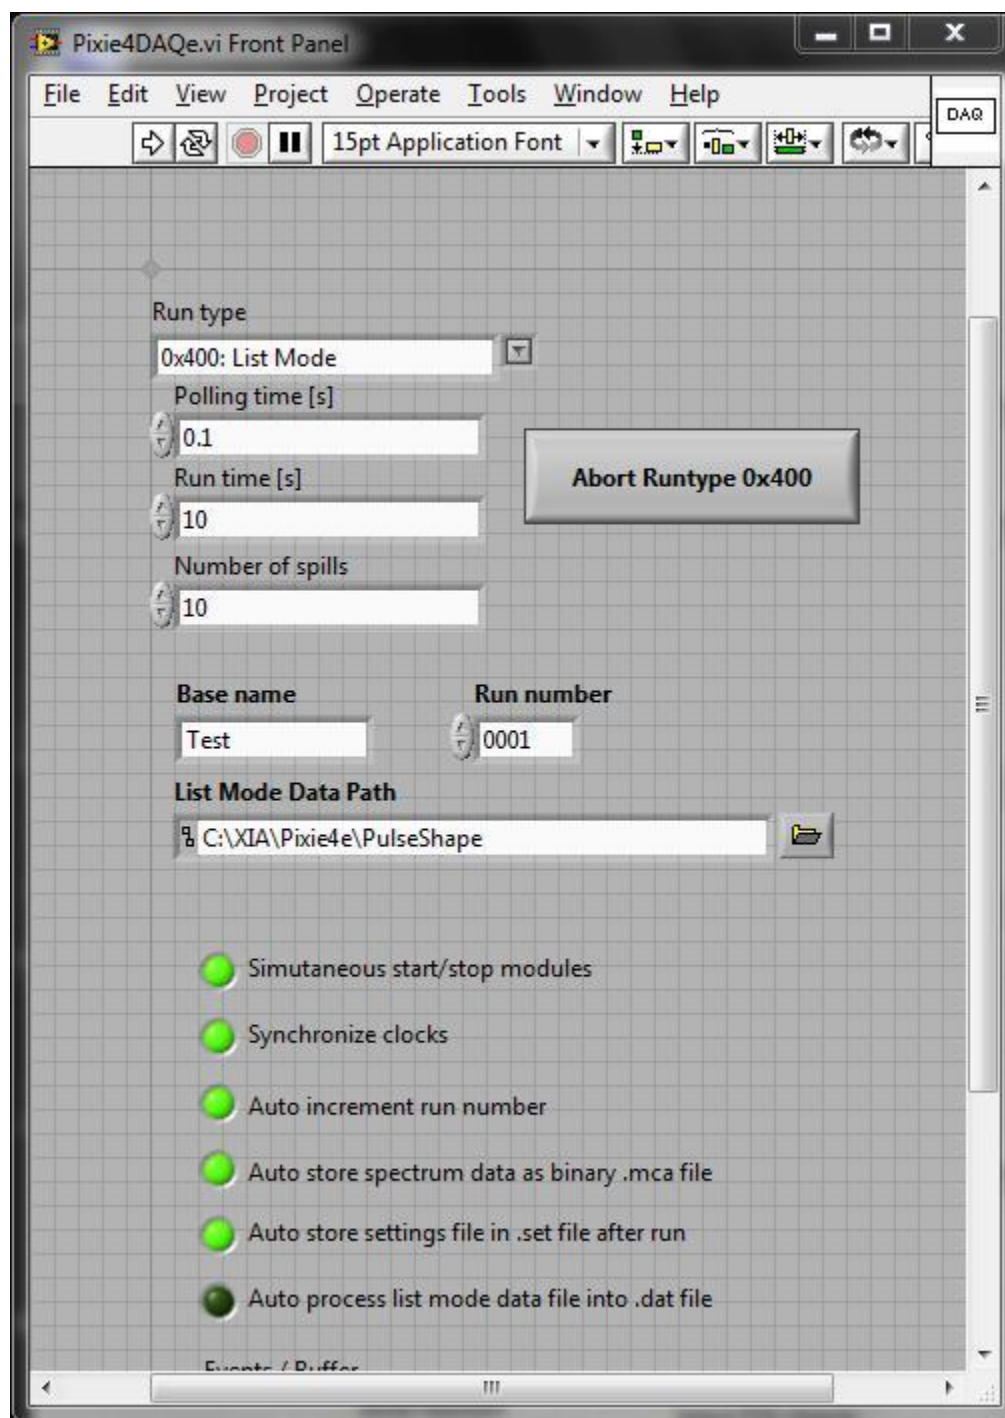 Pixie4DAQe.vi Front Panel
File Edit View Project Operate Tools Window Help
DAQ
15pt Application Font
Run type
0x400: List Mode
Polling time [s]
0.1
Abort Runtype 0x400
Run time [s]
10
Number of spills
10
Base name Run number
Test 0001
List Mode Data Path
C:\XIA\Pixie4e\PulseShape
Simutaneous start/stop modules
Synchronize clocks
Auto increment run number
Auto store spectrum data as binary .mca file
Auto store settings file in .set file after run
Auto process list mode data file into .dat file
Events / Buffer